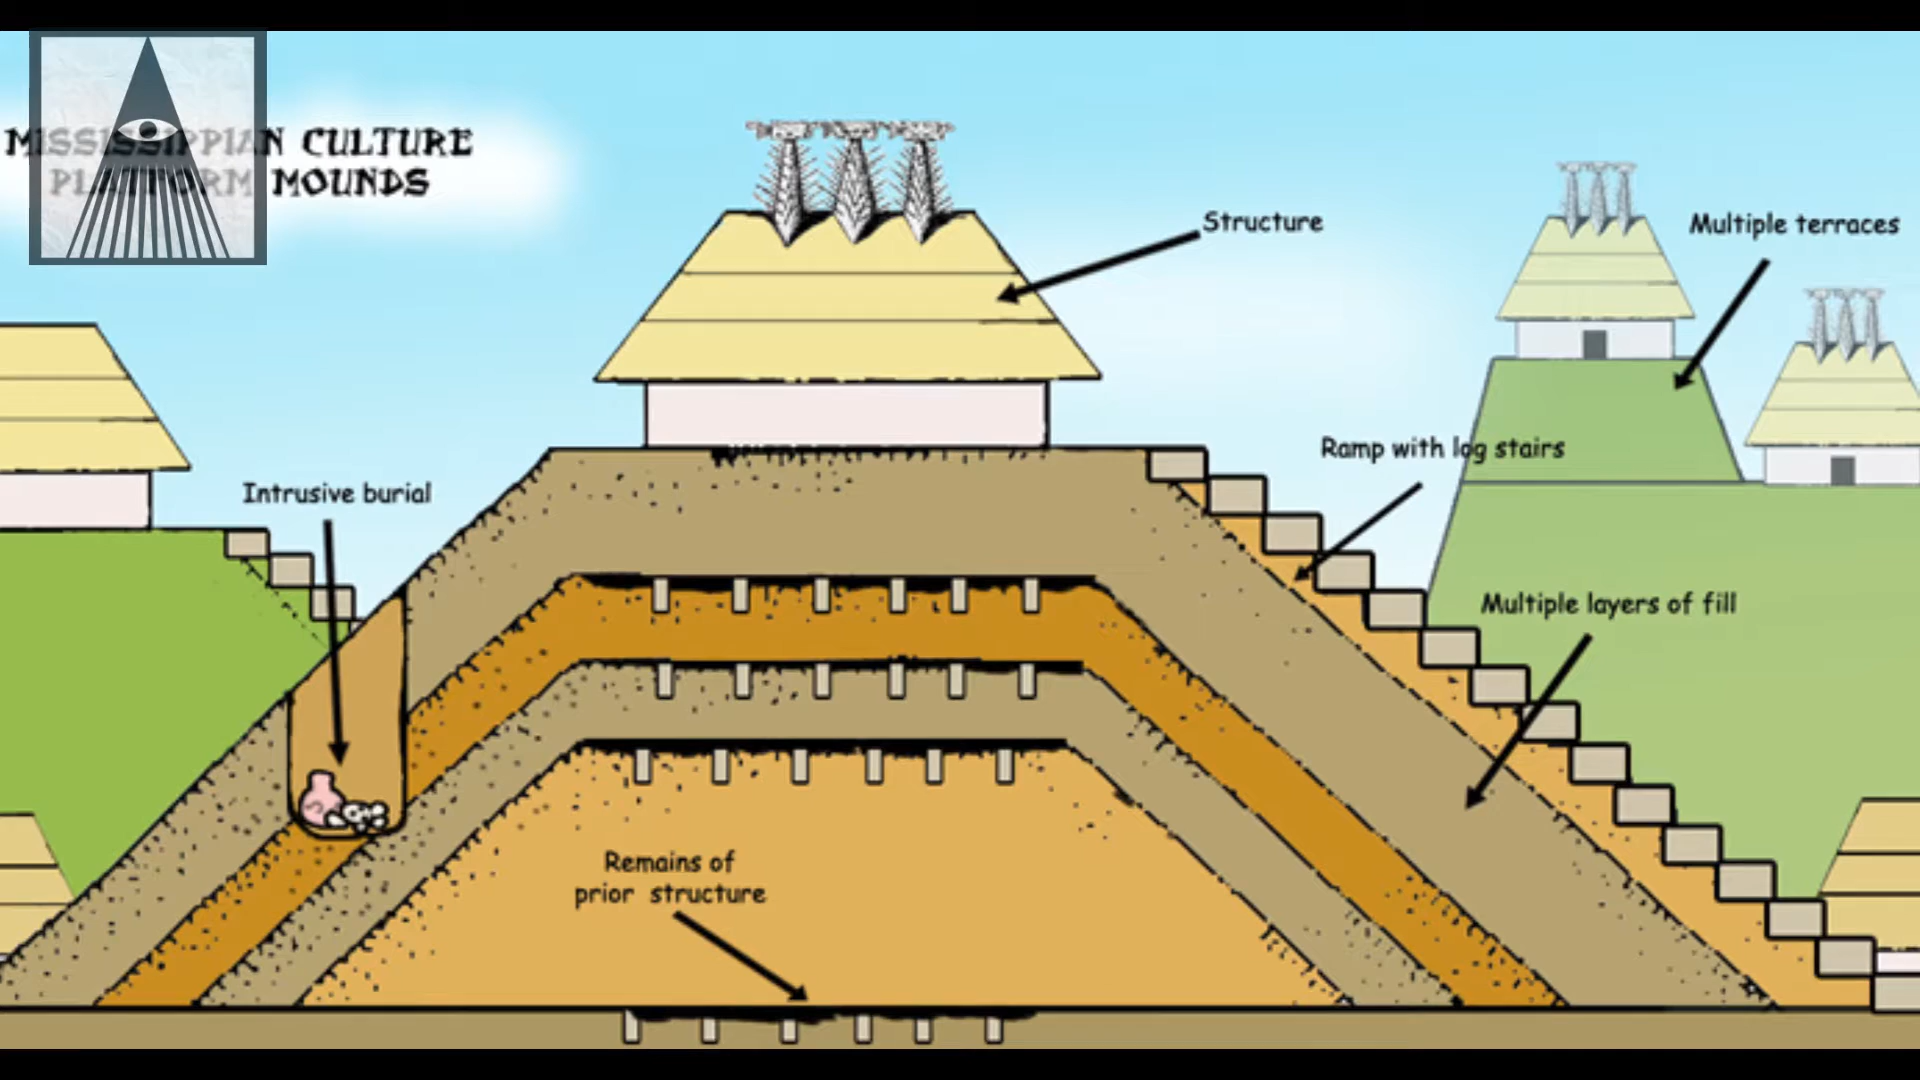 MISSISSIPPIAN CULTURE
PLATFORM MOUNDS
Structure
Multiple terraces
Ramp with log stairs
Intrusive burial
Multiple layers of fill
Remains of
prior structure